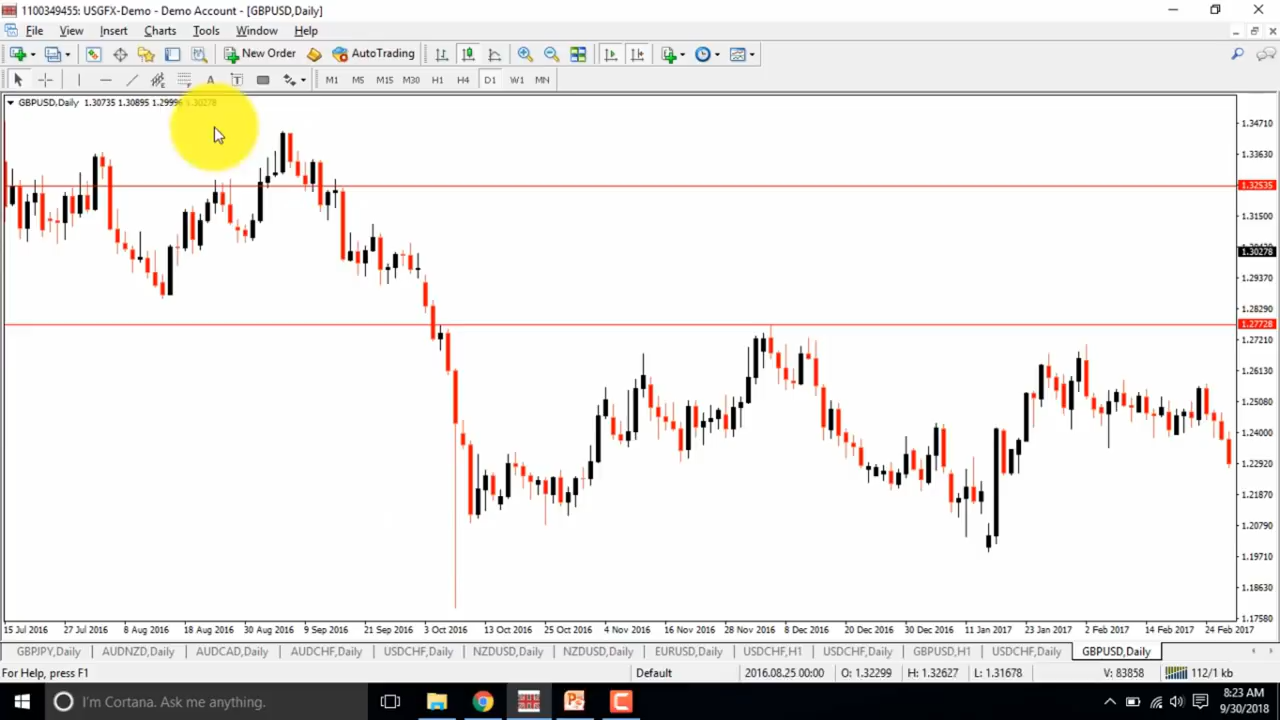 1100349455: USGFX-Demo - Demo Account - [GBPUSD,Daily]
File View Insert Charts Tools Window Help
New Order AutoTrading
A T M1 M5 M15 M30 H1 H4 D1 W1 MN
GBPUSD,Daily 1.30735 1.30895 1.29996 1.30278
1.34710
1.33630
1.32535
1.31500
1.30278
1.29370
1.28290
1.27728
1.27210
1.26130
1.25080
1.24000
1.22920
1.21870
1.20790
1.19710
1.18630
1.17580
15 Jul 2016 27 Jul 2016 8 Aug 2016 18 Aug 2016 30 Aug 2016 9 Sep 2016 21 Sep 2016 3 Oct 2016 13 Oct 2016 25 Oct 2016 4 Nov 2016 16 Nov 2016 28 Nov 2016 8 Dec 2016 20 Dec 2016 30 Dec 2016 11 Jan 2017 23 Jan 2017 2 Feb 2017 14 Feb 2017 24 Feb 2017
GBPJPY,Daily AUDNZD,Daily AUDCAD,Daily AUDCHF,Daily USDCHF,Daily NZDUSD,Daily NZDUSD,Daily EURUSD,Daily USDCHF,H1 USDCHF,Daily GBPUSD,H1 USDCHF,Daily GBPUSD,Daily
For Help, press F1 Default 2016.08.25 00:00 O: 1.32299 H: 1.32627 L: 1.31678 V: 83858 112/1 kb
I'm Cortana. Ask me anything. 8:23 AM
9/30/2018